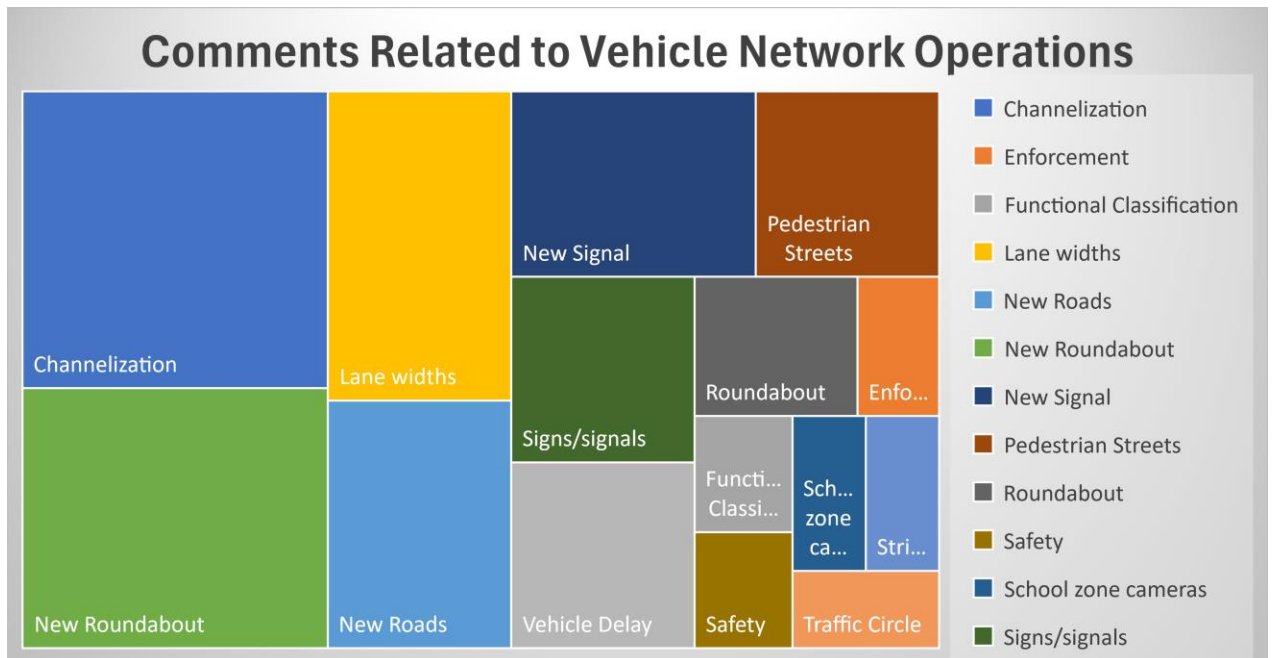 Comments Related to Vehicle Network Operations
Channelization
New Roundabout
Lane widths
New Roads
New Signal
Pedestrian
Streets
Signs/signals
Vehicle Delay
Roundabout
Enfo...
Functi...
Classi...
Sch...
zone
ca...
Stri...
Safety
Traffic Circle
Channelization
Enforcement
Functional Classification
Lane widths
New Roads
New Roundabout
New Signal
Pedestrian Streets
Roundabout
Safety
School zone cameras
Signs/signals